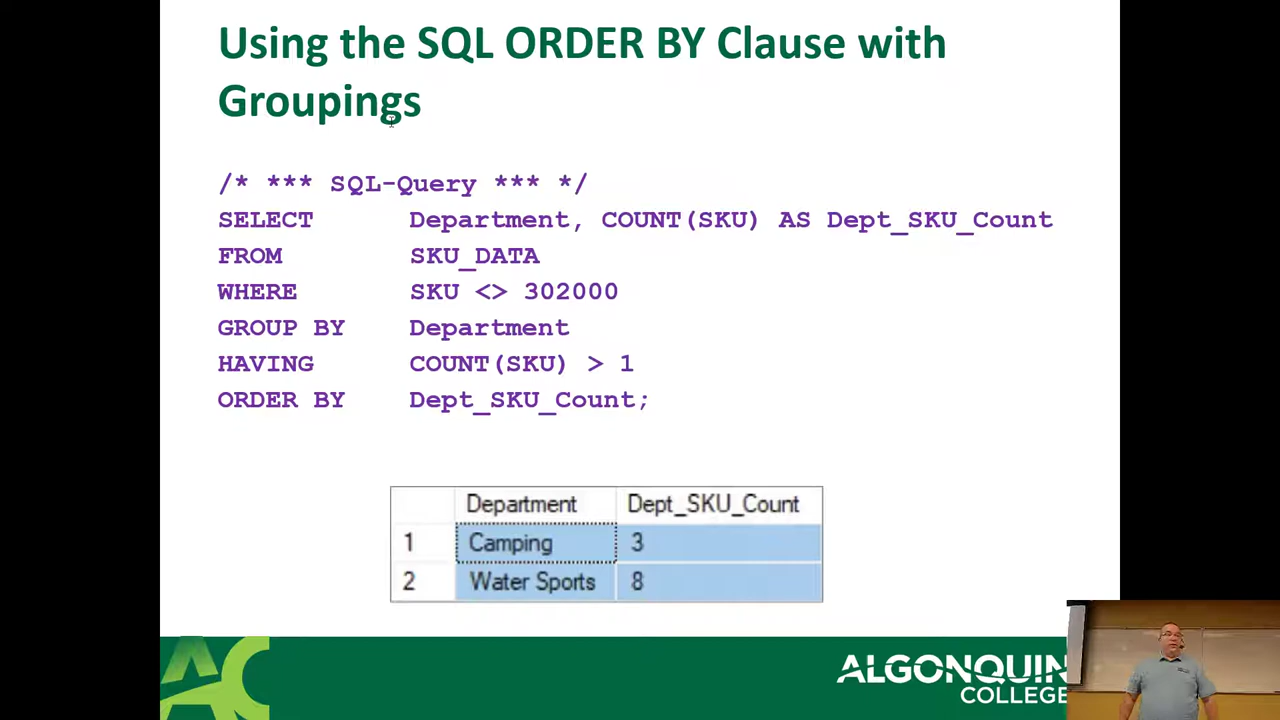 Using the SQL ORDER BY Clause with
Groupings
/* *** SQL-Query *** */
SELECT Department, COUNT(SKU) AS Dept_SKU_Count
FROM SKU_DATA
WHERE SKU <> 302000
GROUP BY Department
HAVING COUNT(SKU) > 1
ORDER BY Dept_SKU_Count;
Department Dept_SKU_Count
1 Camping 3
2 Water Sports 8
AC
ALGONQUIN
COLLEGE